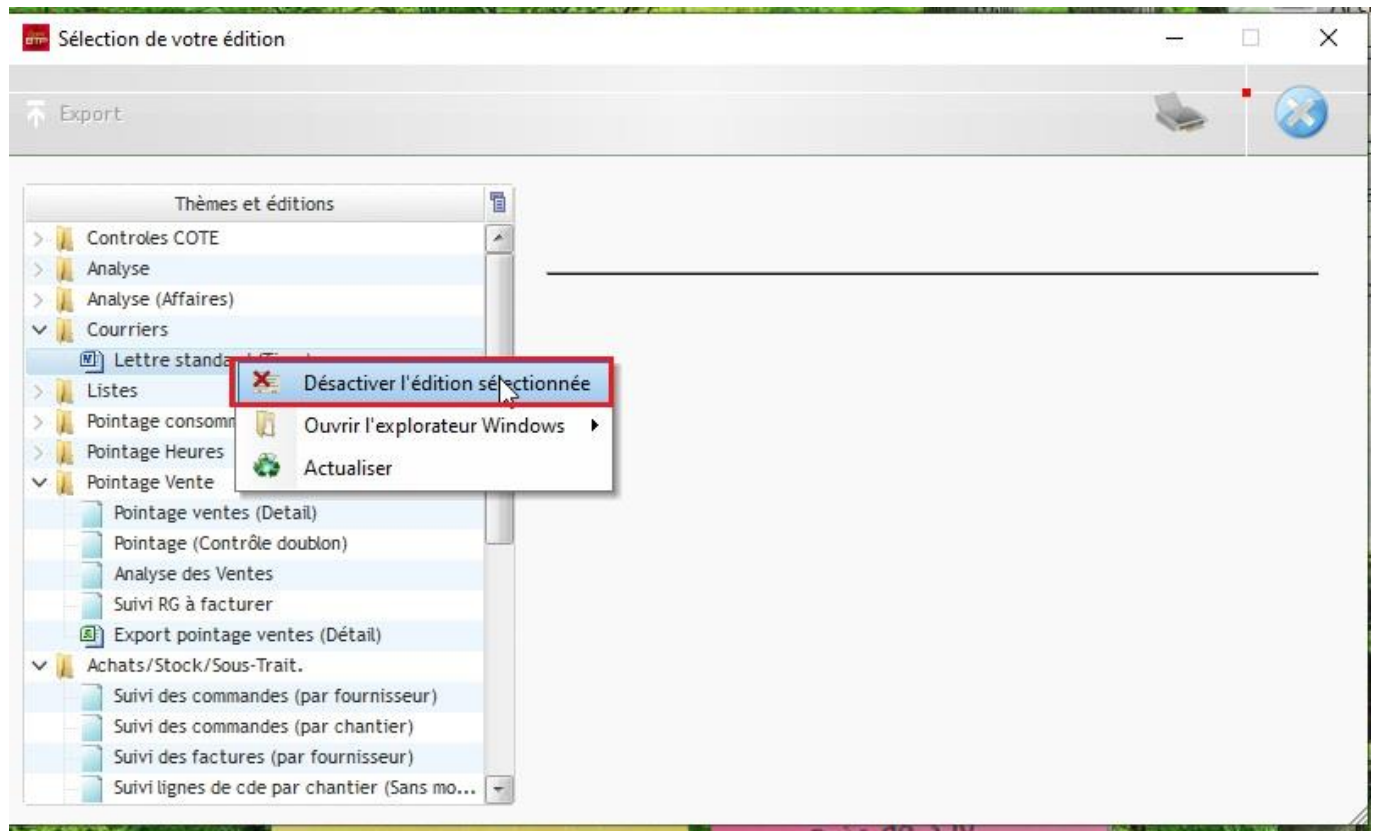 Sélection de votre édition
Export
Thèmes et éditions
Controles COTE
Analyse
Analyse (Affaires)
Courriers
Lettre standa
Désactiver l'édition sélectionnée
Listes
Pointage consomm
Ouvrir l'explorateur Windows
Pointage Heures
Actualiser
Pointage Vente
Pointage ventes (Detail)
Pointage (Contrôle doublon)
Analyse des Ventes
Suivi RG à facturer
Export pointage ventes (Détail)
Achats/Stock/Sous-Trait.
Suivi des commandes (par fournisseur)
Suivi des commandes (par chantier)
Suivi des factures (par fournisseur)
Suivi lignes de cde par chantier (Sans mo...